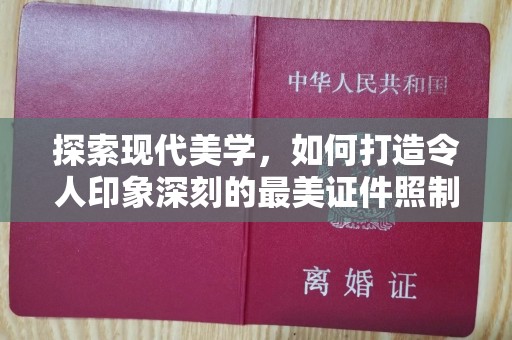 中华人民共和国
探索现代美学，如何打造令
人印象深刻的最美证件照制
离婚证